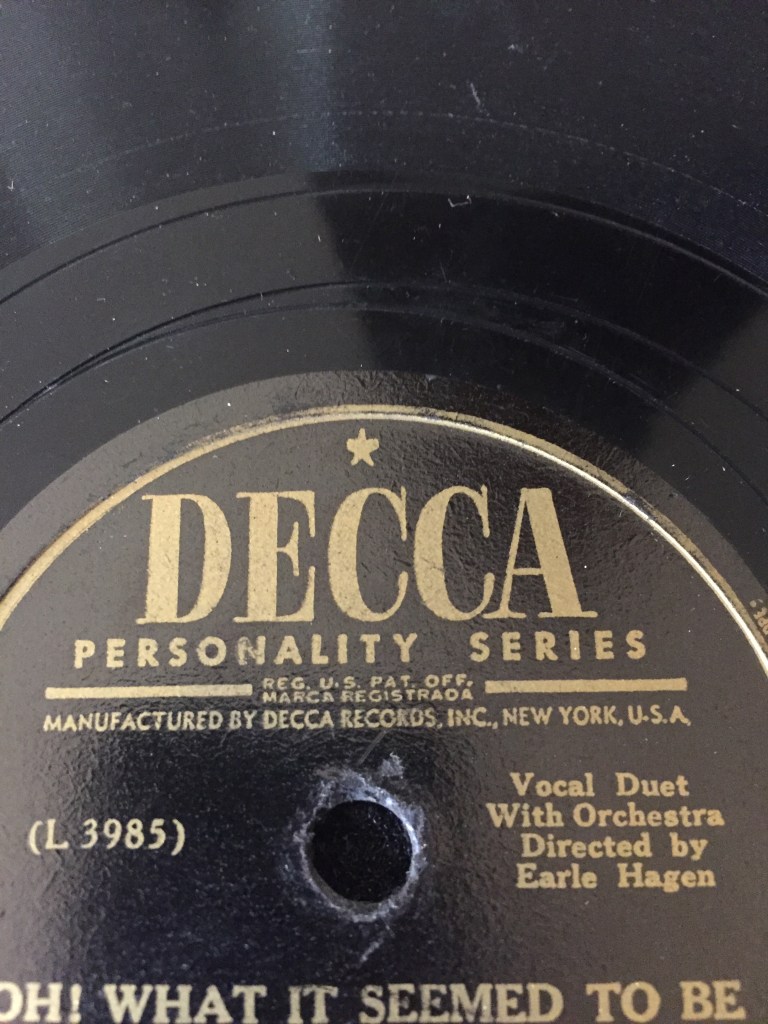 DECCA
PERSONALITY SERIES
REG. U.S. PAT. OFF.
MARCA REGISTRADA
MANUFACTURED BY DECCA RECORDS, INC., NEW YORK, U.S.A.
(L 3985)
Vocal Duet
With Orchestra
Directed by
Earle Hagen
OH! WHAT IT SEEMED TO BE